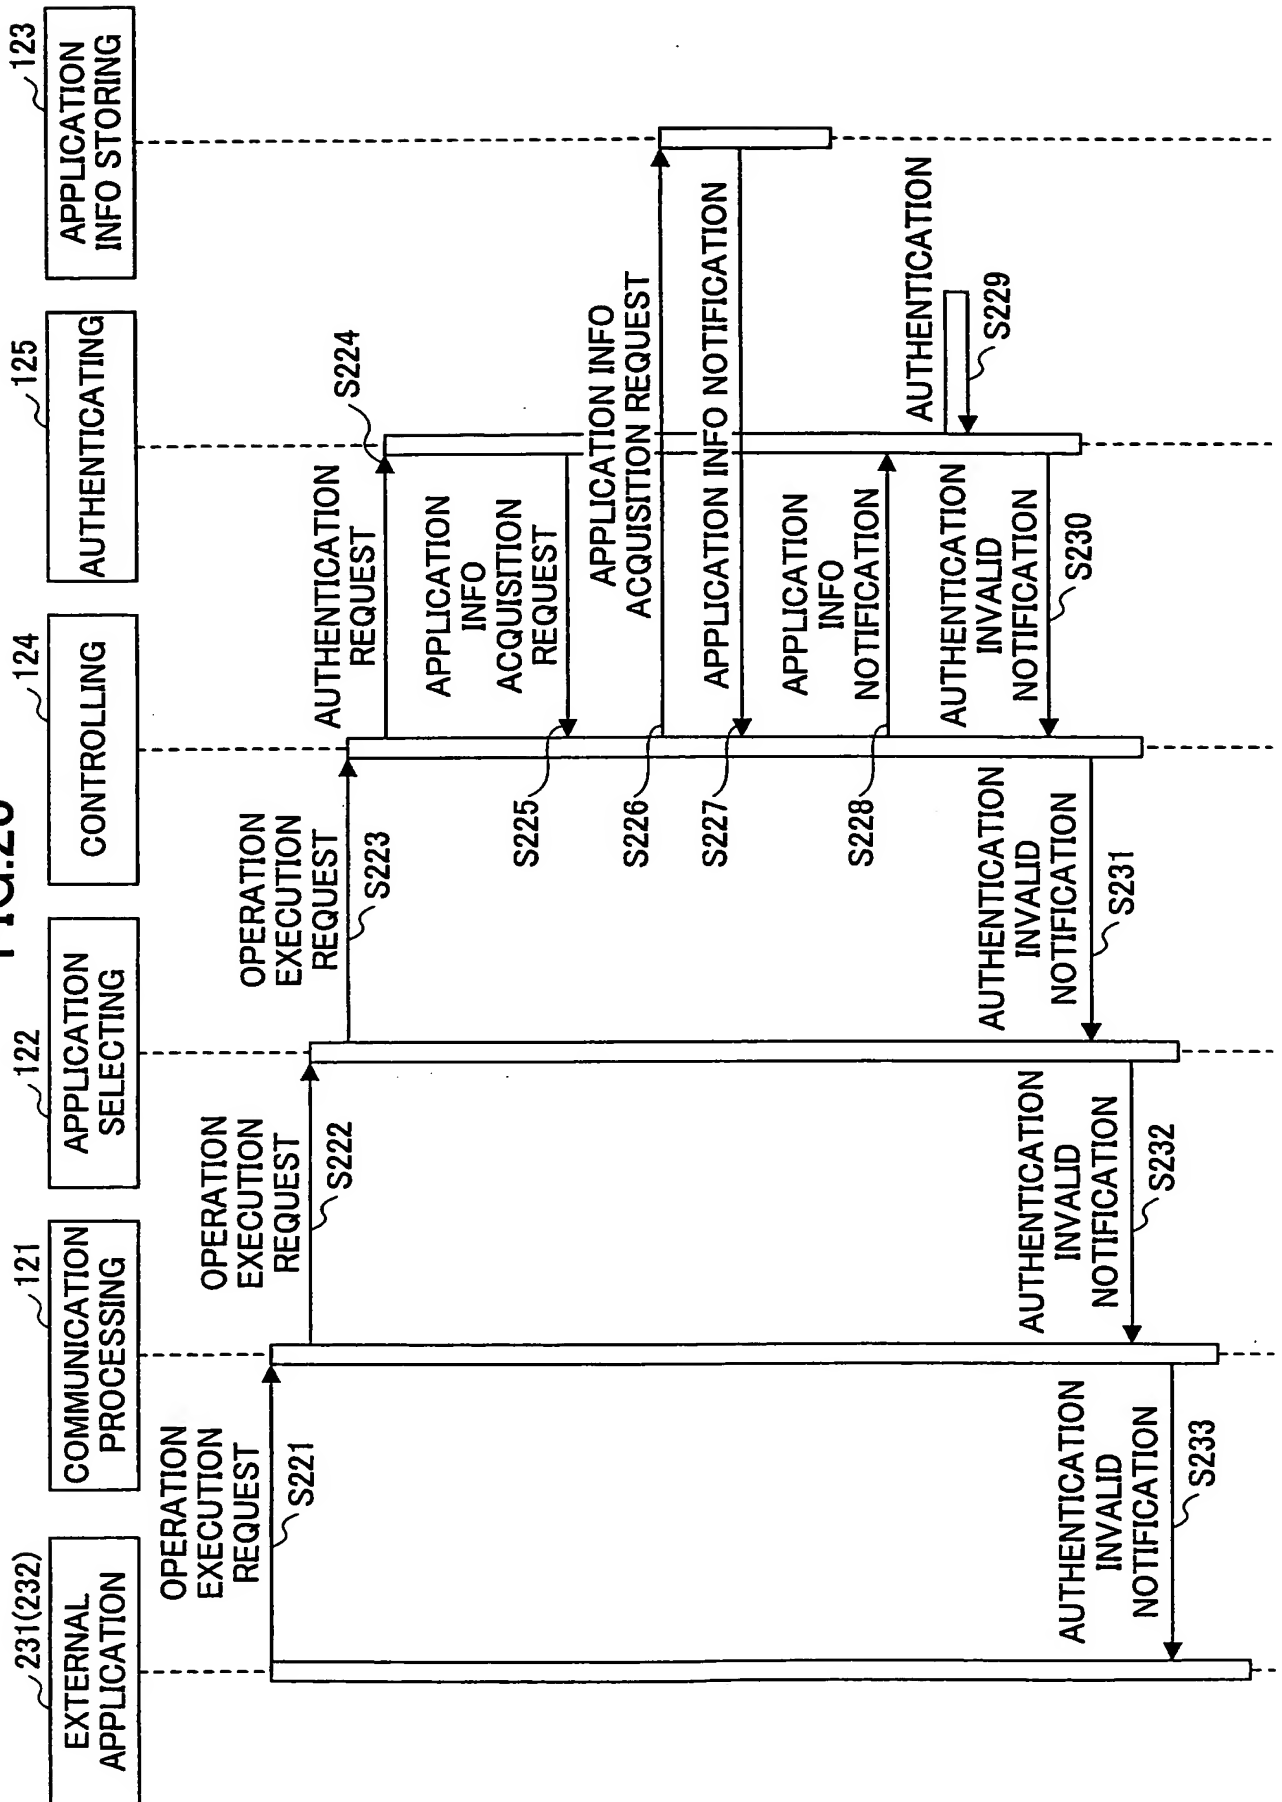 231(232)
EXTERNAL
APPLICATION
121
COMMUNICATION
PROCESSING
122
APPLICATION
SELECTING
124
CONTROLLING
125
AUTHENTICATING
123
APPLICATION
INFO STORING
OPERATION
EXECUTION
REQUEST
S221
OPERATION
EXECUTION
REQUEST
S222
OPERATION
EXECUTION
REQUEST
S223
AUTHENTICATION
REQUEST
S224
APPLICATION
INFO
ACQUISITION
REQUEST
S225
APPLICATION INFO
ACQUISITION REQUEST
S226
APPLICATION INFO NOTIFICATION
S227
APPLICATION
INFO
NOTIFICATION
S228
AUTHENTICATION
S229
AUTHENTICATION
INVALID
NOTIFICATION
S230
AUTHENTICATION
INVALID
NOTIFICATION
S231
AUTHENTICATION
INVALID
NOTIFICATION
S232
AUTHENTICATION
INVALID
NOTIFICATION
S233